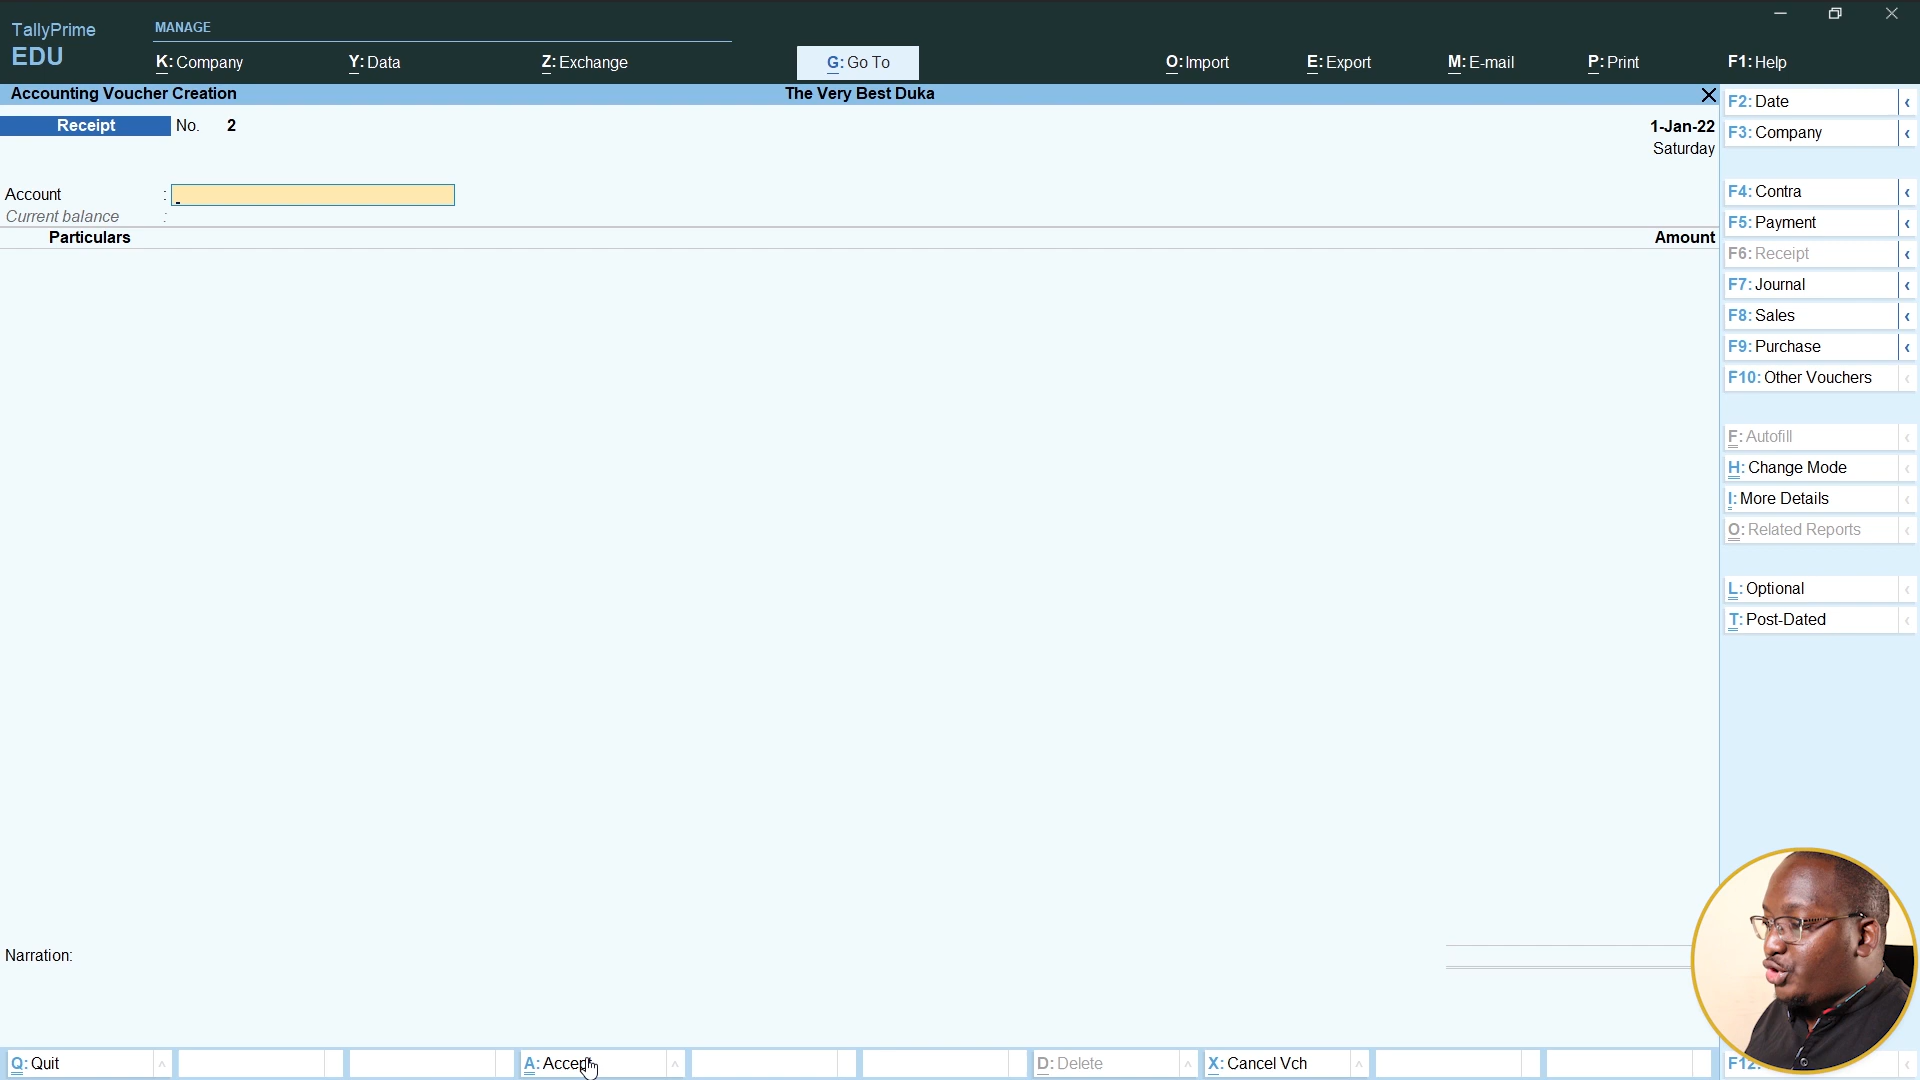 TallyPrime
EDU
MANAGE
K: Company
Y: Data
Z: Exchange
G: Go To
O: Import
E: Export
M: E-mail
P: Print
F1: Help
Accounting Voucher Creation
The Very Best Duka
Receipt No. 2
1-Jan-22
Saturday
Account :
Current balance :
Particulars
Amount
Narration:
F2: Date
F3: Company
F4: Contra
F5: Payment
F6: Receipt
F7: Journal
F8: Sales
F9: Purchase
F10: Other Vouchers
F: Autofill
H: Change Mode
I: More Details
O: Related Reports
L: Optional
T: Post-Dated
Q: Quit
A: Accept
D: Delete
X: Cancel Vch
F12: